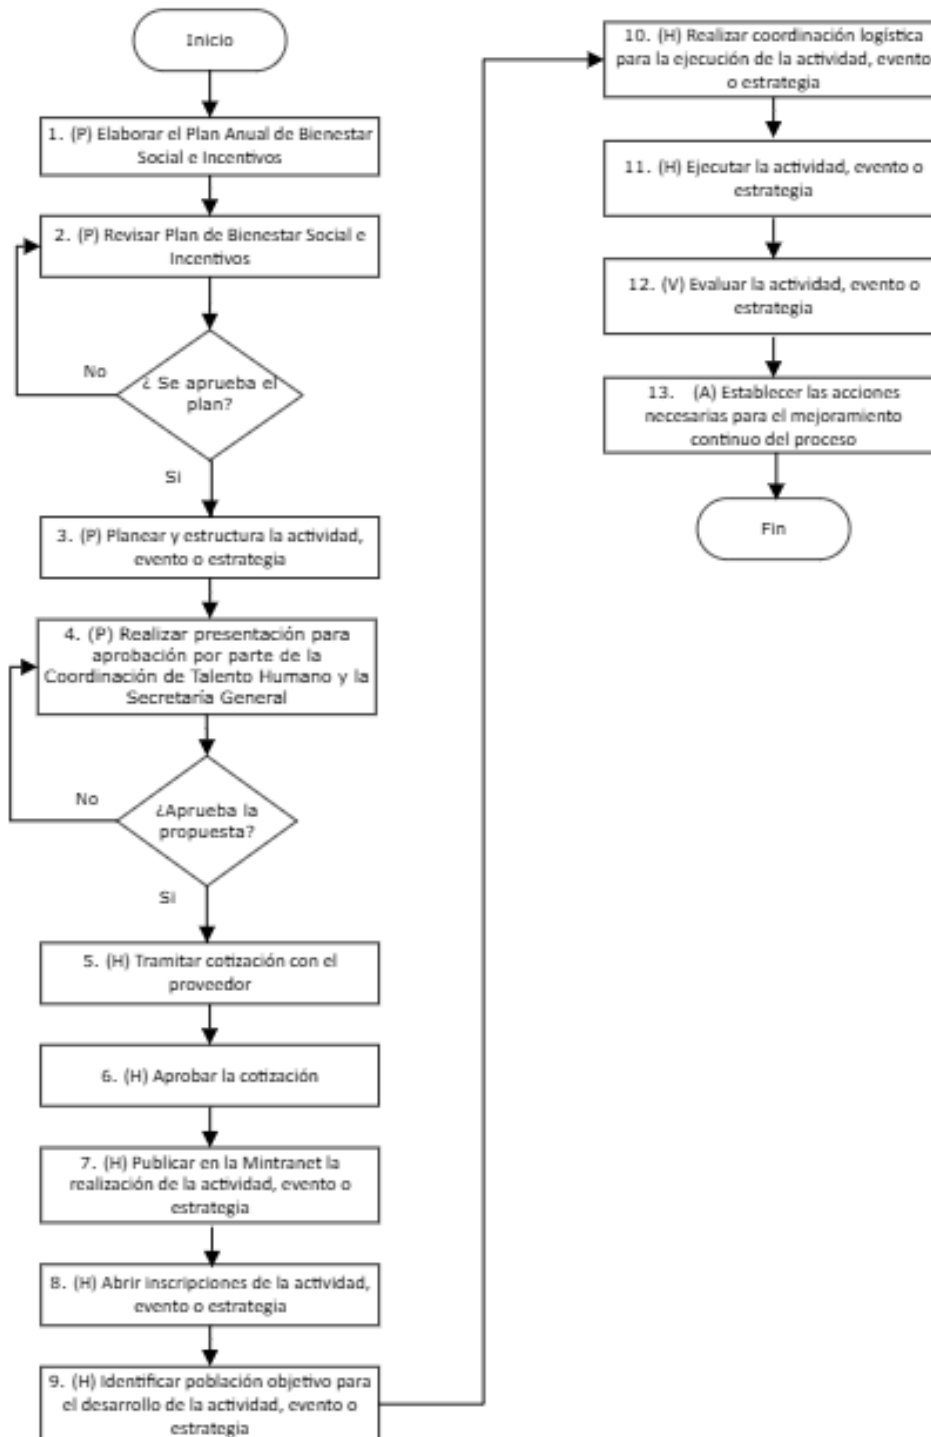 Inicio
1. (P) Elaborar el Plan Anual de Bienestar
Social e Incentivos
2. (P) Revisar Plan de Bienestar Social e
Incentivos
¿ Se aprueba el
plan?
No
Si
3. (P) Planear y estructura la actividad,
evento o estrategia
4. (P) Realizar presentación para
aprobación por parte de la
Coordinación de Talento Humano y la
Secretaría General
¿Aprueba la
propuesta?
No
Si
5. (H) Tramitar cotización con el
proveedor
6. (H) Aprobar la cotización
7. (H) Publicar en la Mintranet la
realización de la actividad, evento o
estrategia
8. (H) Abrir inscripciones de la actividad,
evento o estrategia
9. (H) Identificar población objetivo para
el desarrollo de la actividad, evento o
estrategia
10. (H) Realizar coordinación logística
para la ejecución de la actividad, evento
o estrategia
11. (H) Ejecutar la actividad, evento o
estrategia
12. (V) Evaluar la actividad, evento o
estrategia
13. (A) Establecer las acciones
necesarias para el mejoramiento
continuo del proceso
Fin